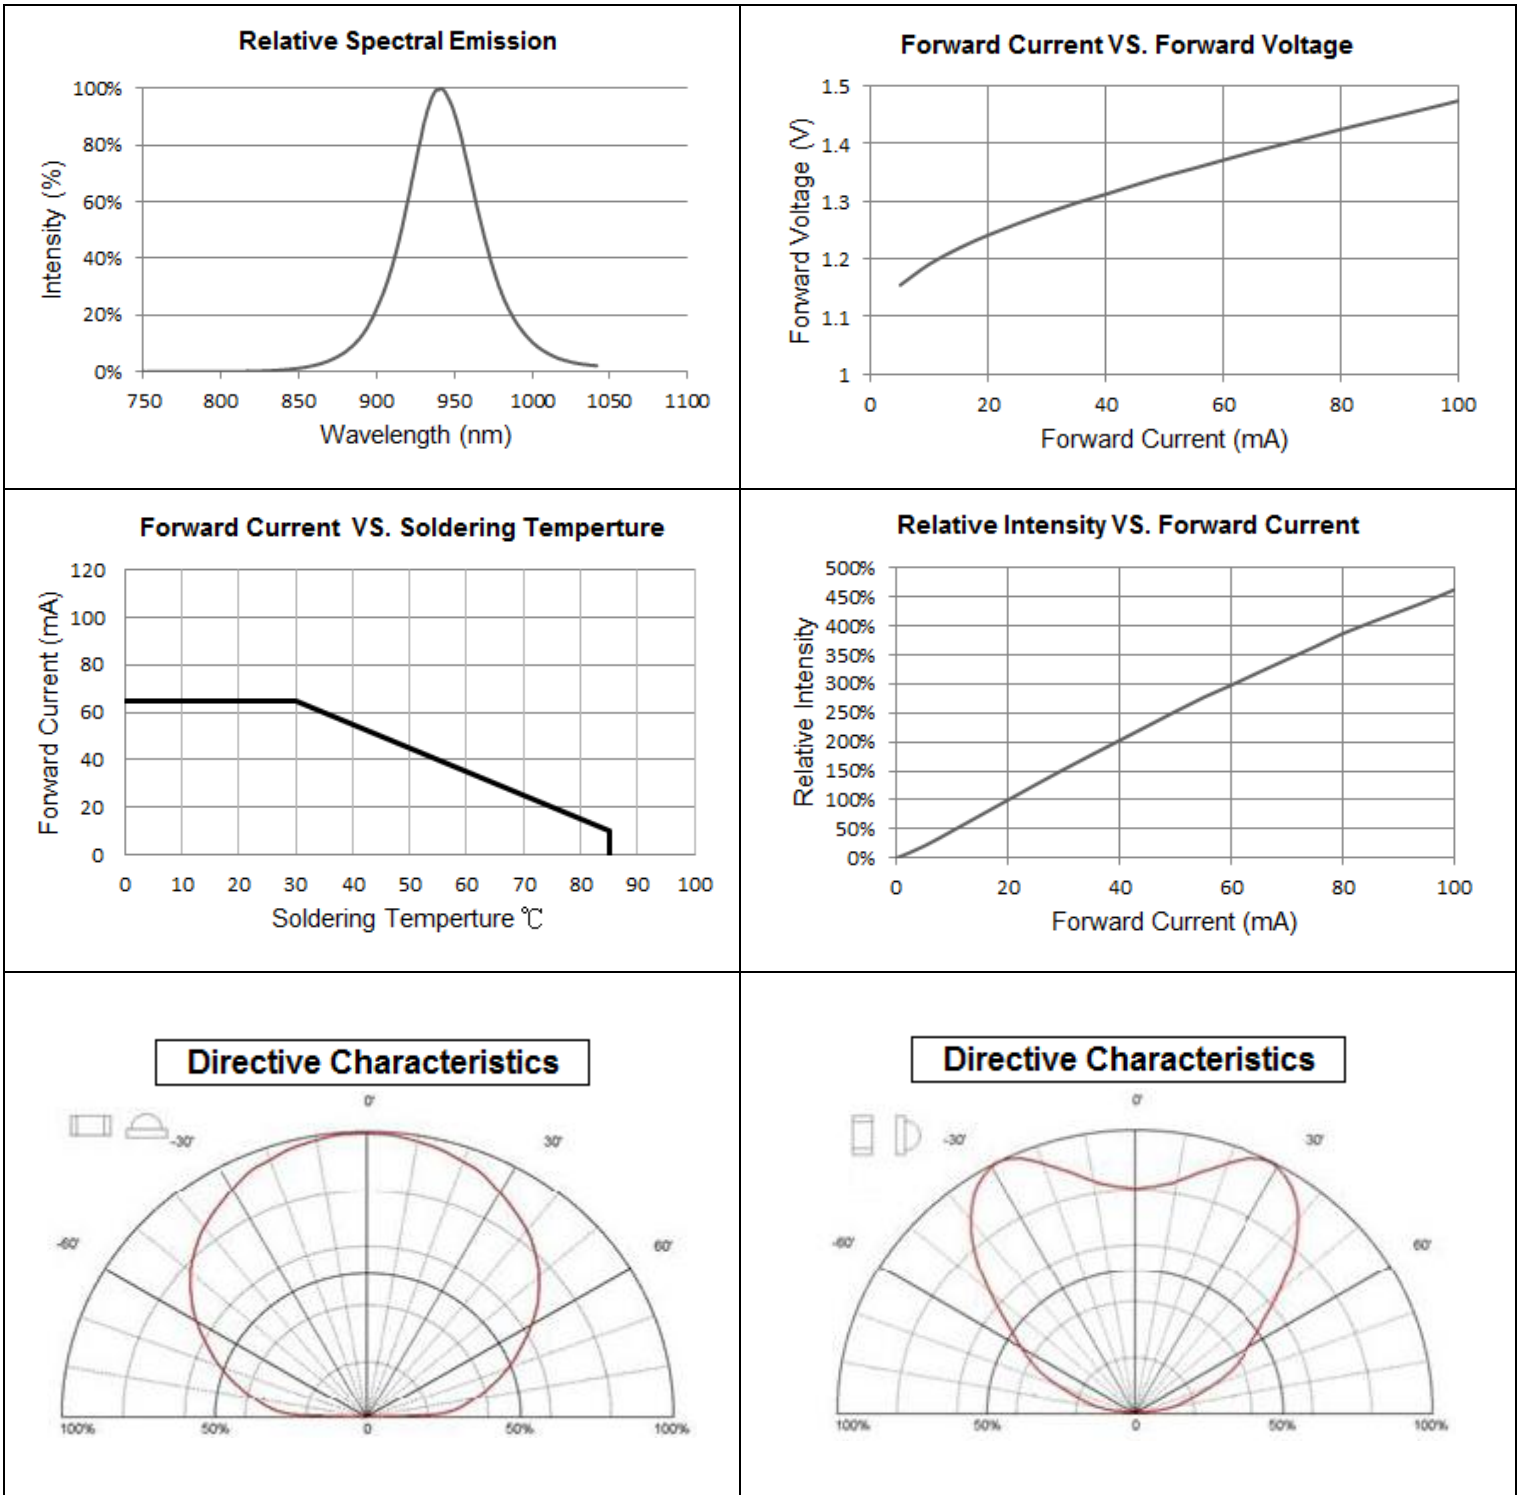 Relative Spectral Emission
100%
80%
60%
40%
20%
0%
Intensity (%)
750 800 850 900 950 1000 1050 1100
Wavelength (nm)
Forward Current VS. Forward Voltage
1.5
1.4
1.3
1.2
1.1
1
Forward Voltage (V)
0 20 40 60 80 100
Forward Current (mA)
Forward Current VS. Soldering Temperture
120
100
80
60
40
20
0
Forward Current (mA)
0 10 20 30 40 50 60 70 80 90 100
Soldering Temperture ℃
Relative Intensity VS. Forward Current
500%
450%
400%
350%
300%
250%
200%
150%
100%
50%
0%
Relative Intensity
0 20 40 60 80 100
Forward Current (mA)
Directive Characteristics
0'
-30' 30'
-60' 60'
100% 50% 0 50% 100%
Directive Characteristics
0'
-30' 30'
-60' 60'
100% 50% 0 50% 100%